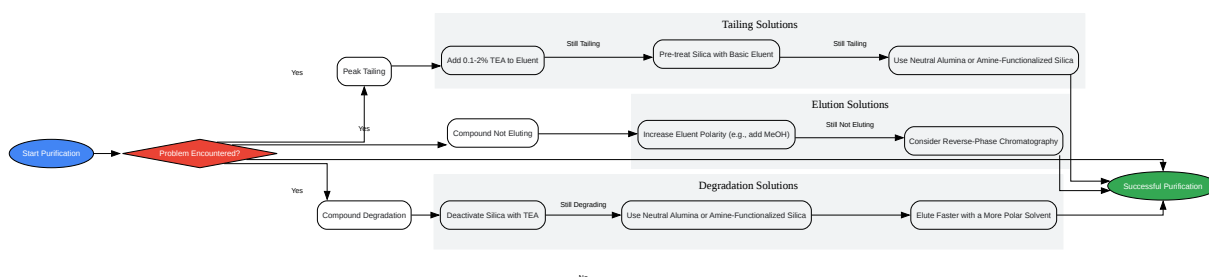 Tailing Solutions
Still Tailing
Still Tailing
Add 0.1-2% TEA to Eluent
Pre-treat Silica with Basic Eluent
Use Neutral Alumina or Amine-Functionalized Silica
Yes
Peak Tailing
Elution Solutions
Yes
Compound Not Eluting
Increase Eluent Polarity (e.g., add MeOH)
Still Not Eluting
Consider Reverse-Phase Chromatography
Start Purification
Problem Encountered?
Successful Purification
Degradation Solutions
Yes
Compound Degradation
Deactivate Silica with TEA
Still Degrading
Use Neutral Alumina or Amine-Functionalized Silica
Elute Faster with a More Polar Solvent